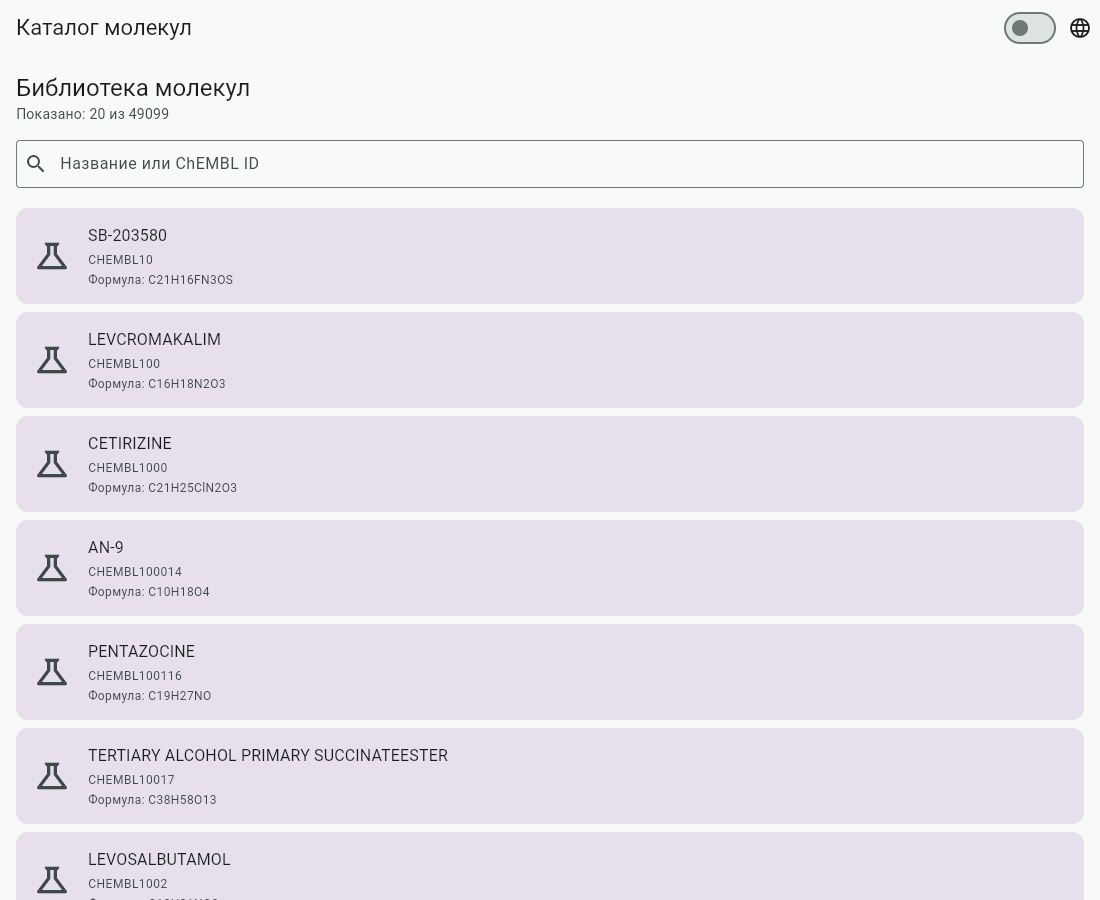 Каталог молекул
Библиотека молекул
Показано: 20 из 49099
Название или ChEMBL ID
SB-203580
CHEMBL10
Формула: C21H16FN3OS
LEVCROMAKALIM
CHEMBL100
Формула: C16H18N2O3
CETIRIZINE
CHEMBL1000
Формула: C21H25ClN2O3
AN-9
CHEMBL100014
Формула: C10H18O4
PENTAZOCINE
CHEMBL100116
Формула: C19H27NO
TERTIARY ALCOHOL PRIMARY SUCCINATEESTER
CHEMBL10017
Формула: C38H58O13
LEVOSALBUTAMOL
CHEMBL1002